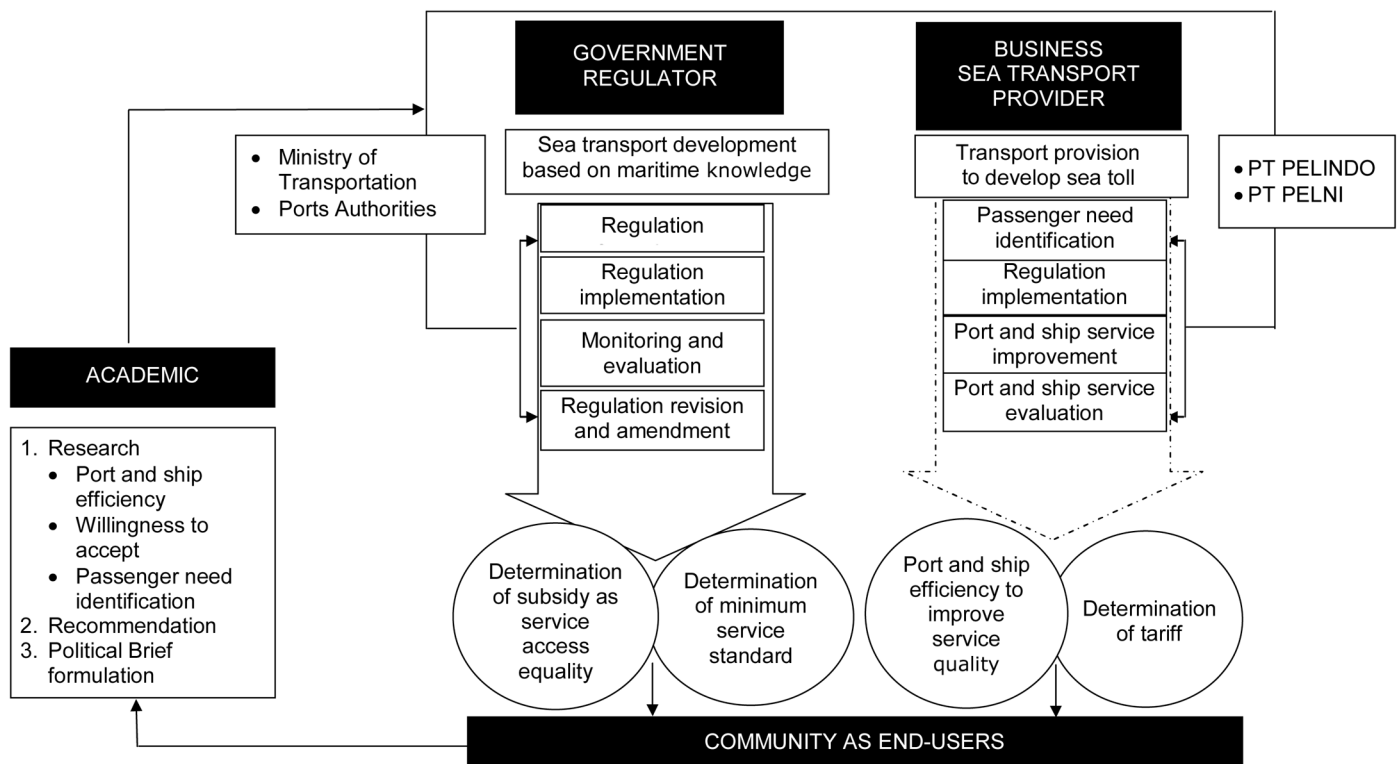 GOVERNMENT
REGULATOR
BUSINESS
SEA TRANSPORT
PROVIDER
• Ministry of
Transportation
• Ports Authorities
Sea transport development
based on maritime knowledge
Transport provision
to develop sea toll
• PT PELINDO
• PT PELNI
Regulation
Regulation
implementation
Monitoring and
evaluation
Regulation revision
and amendment
Passenger need
identification
Regulation
implementation
Port and ship service
improvement
Port and ship service
evaluation
ACADEMIC
1. Research
• Port and ship
efficiency
• Willingness to
accept
• Passenger need
identification
2. Recommendation
3. Political Brief
formulation
Determination
of subsidy as
service
access
equality
Determination
of minimum
service
standard
Port and ship
efficiency to
improve
service
quality
Determination
of tariff
COMMUNITY AS END-USERS